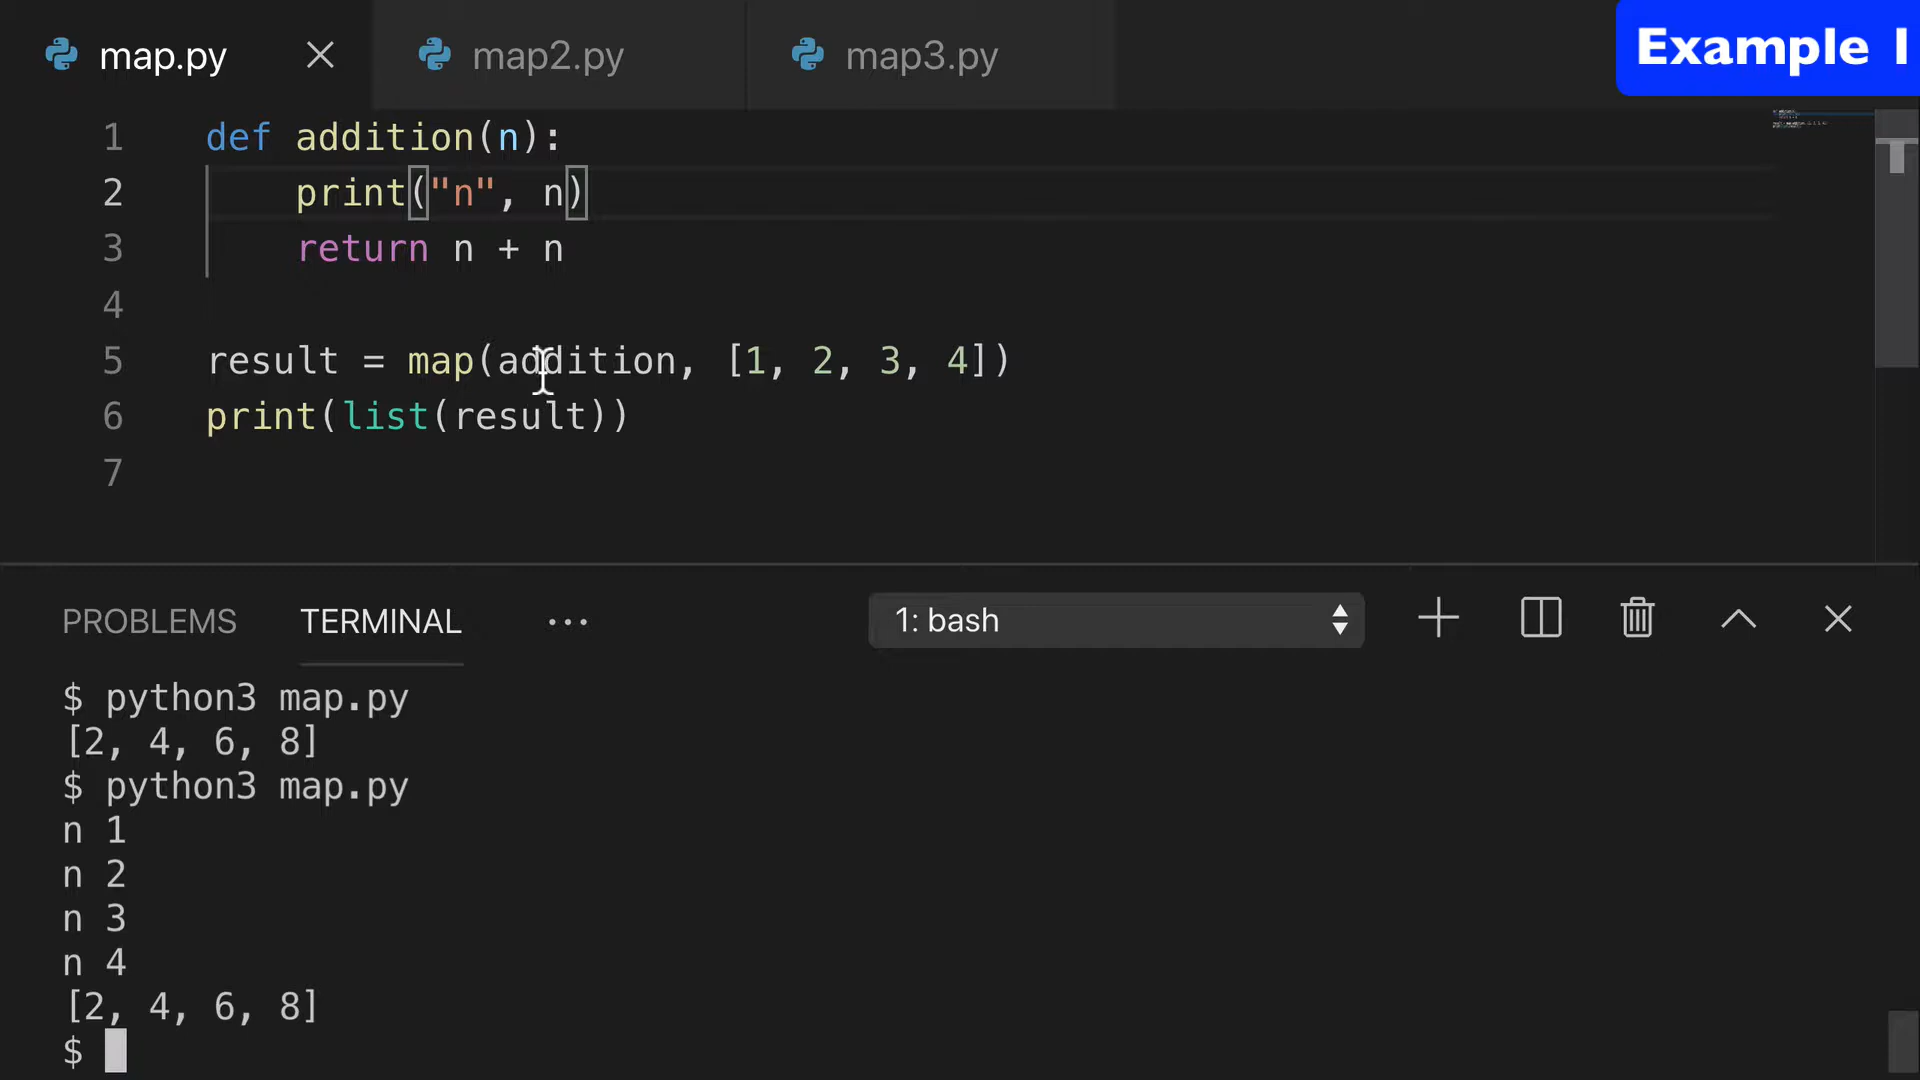 map.py map2.py map3.py Example 1
1 def addition(n):
2 print("n", n)
3 return n + n
4
5 result = map(addition, [1, 2, 3, 4])
6 print(list(result))
7
PROBLEMS TERMINAL ... 1: bash
$ python3 map.py
[2, 4, 6, 8]
$ python3 map.py
n 1
n 2
n 3
n 4
[2, 4, 6, 8]
$